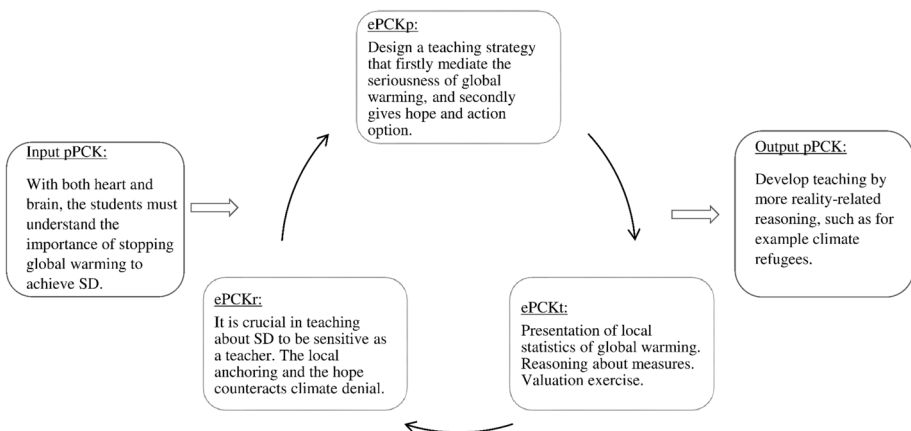 ePCKp:
Design a teaching strategy
that firstly mediate the
seriousness of global
warming, and secondly
gives hope and action
option.
Input pPCK:
With both heart and
brain, the students must
understand the
importance of stopping
global warming to
achieve SD.
Output pPCK:
Develop teaching by
more reality-related
reasoning, such as for
example climate
refugees.
ePCKr:
It is crucial in teaching
about SD to be sensitive as
a teacher. The local
anchoring and the hope
counteracts climate denial.
ePCKt:
Presentation of local
statistics of global warming.
Reasoning about measures.
Valuation exercise.